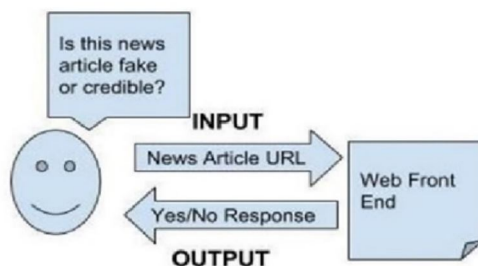 Is this news
article fake
or credible?
INPUT
News Article URL
Web Front
End
Yes/No Response
OUTPUT